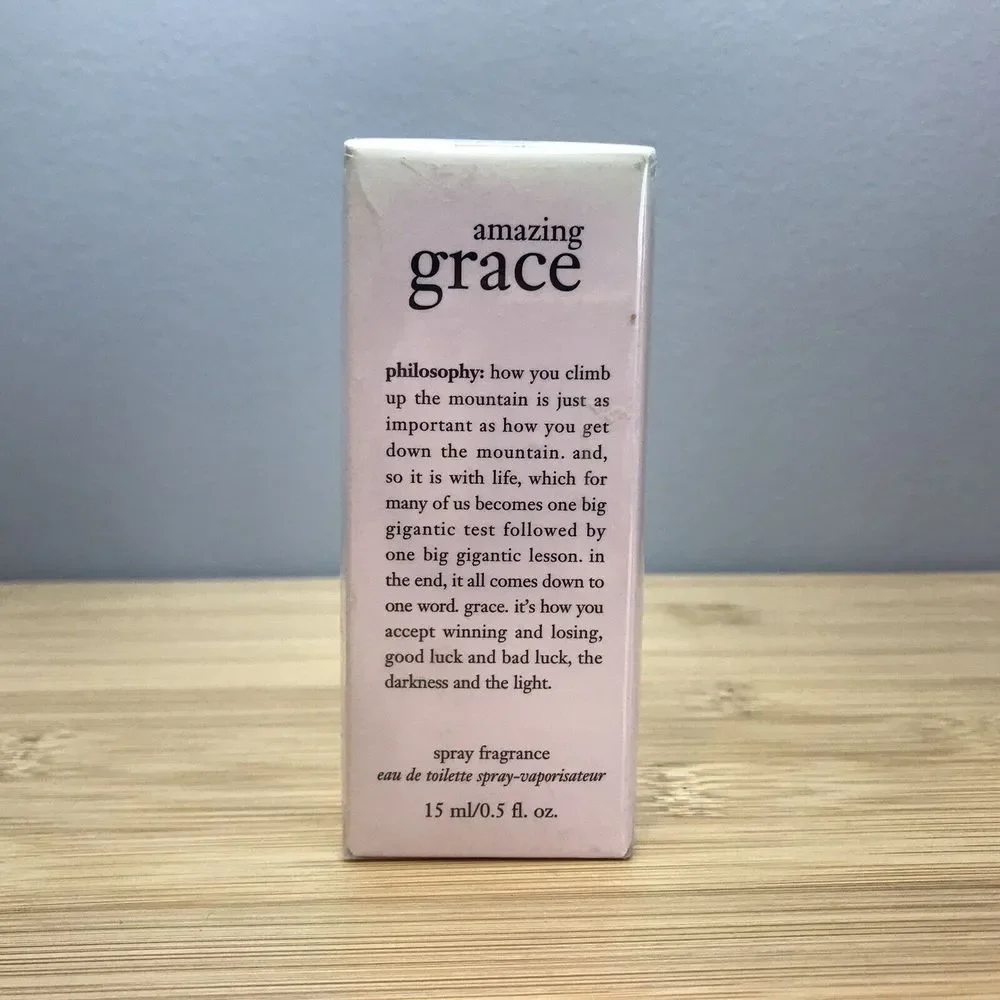 amazing
grace
philosophy: how you climb
up the mountain is just as
important as how you get
down the mountain. and,
so it is with life, which for
many of us becomes one big
gigantic test followed by
one big gigantic lesson. in
the end, it all comes down to
one word. grace. it's how you
accept winning and losing,
good luck and bad luck, the
darkness and the light.
spray fragrance
eau de toilette spray-vaporisateur
15 ml/0.5 fl. oz.